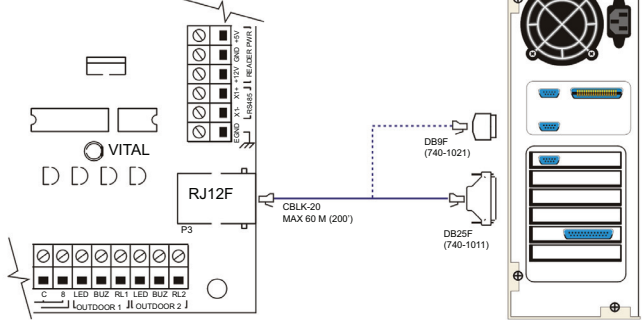 +5V
GND
+12V
X1+
X1-
EGND
READER PWR
RS485
VITAL
RJ12F
P3
CBLK-20
MAX 60 M (200')
DB9F
(740-1021)
DB25F
(740-1011)
C 8 LED BUZ RL1 LED BUZ RL2
OUTDOOR 1 OUTDOOR 2